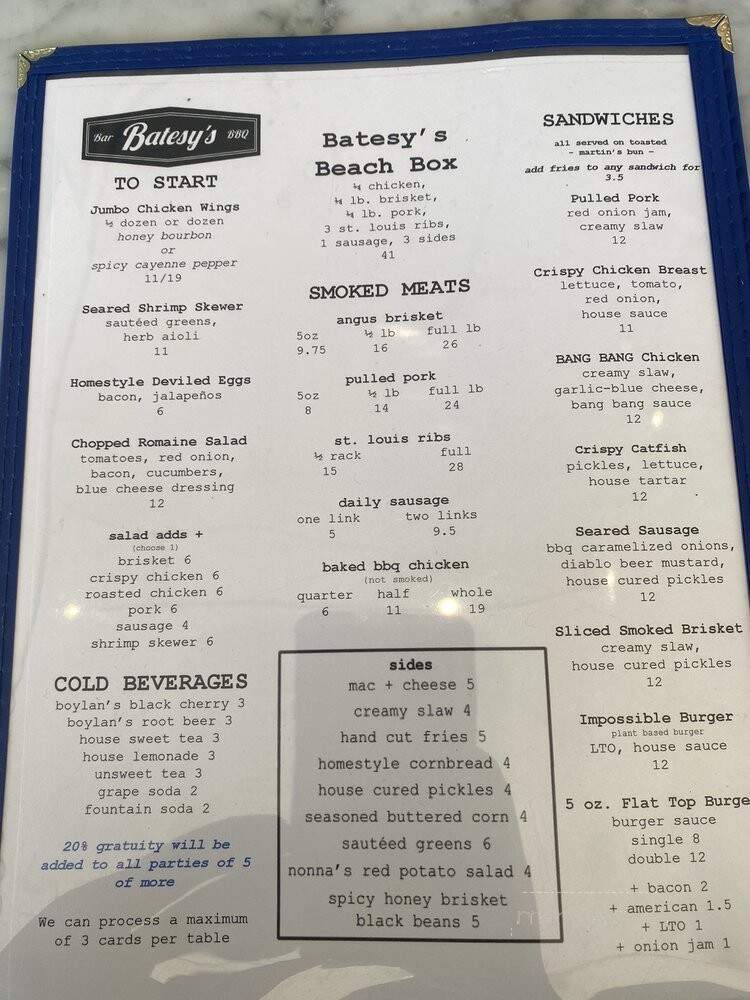 Bar Batesy's BBQ
TO START
Jumbo Chicken Wings
½ dozen or dozen
honey bourbon
or
spicy cayenne pepper
11/19
Seared Shrimp Skewer
sautéed greens,
herb aioli
11
Homestyle Deviled Eggs
bacon, jalapeños
6
Chopped Romaine Salad
tomatoes, red onion,
bacon, cucumbers,
blue cheese dressing
12
salad adds +
(choose 1)
brisket 6
crispy chicken 6
roasted chicken 6
pork 6
sausage 4
shrimp skewer 6
COLD BEVERAGES
boylan's black cherry 3
boylan's root beer 3
house sweet tea 3
house lemonade 3
unsweet tea 3
grape soda 2
fountain soda 2
20% gratuity will be
added to all parties of 5
of more
We can process a maximum
of 3 cards per table
Batesy's
Beach Box
¼ chicken,
¼ lb. brisket,
¼ lb. pork,
3 st. louis ribs,
1 sausage, 3 sides
41
SMOKED MEATS
angus brisket
5oz ½ lb full lb
9.75 16 26
pulled pork
5oz ½ lb full lb
8 14 24
st. louis ribs
½ rack full
15 28
daily sausage
one link two links
5 9.5
baked bbq chicken
(not smoked)
quarter half whole
6 11 19
sides
mac + cheese 5
creamy slaw 4
hand cut fries 5
homestyle cornbread 4
house cured pickles 4
seasoned buttered corn 4
sautéed greens 6
nonna's red potato salad 4
spicy honey brisket
black beans 5
SANDWICHES
all served on toasted
- martin's bun -
add fries to any sandwich for
3.5
Pulled Pork
red onion jam,
creamy slaw
12
Crispy Chicken Breast
lettuce, tomato,
red onion,
house sauce
11
BANG BANG Chicken
creamy slaw,
garlic-blue cheese,
bang bang sauce
12
Crispy Catfish
pickles, lettuce,
house tartar
12
Seared Sausage
bbq caramelized onions,
diablo beer mustard,
house cured pickles
12
Sliced Smoked Brisket
creamy slaw,
house cured pickles
12
Impossible Burger
plant based burger
LTO, house sauce
12
5 oz. Flat Top Burge
burger sauce
single 8
double 12
+ bacon 2
+ american 1.5
+ LTO 1
+ onion jam 1